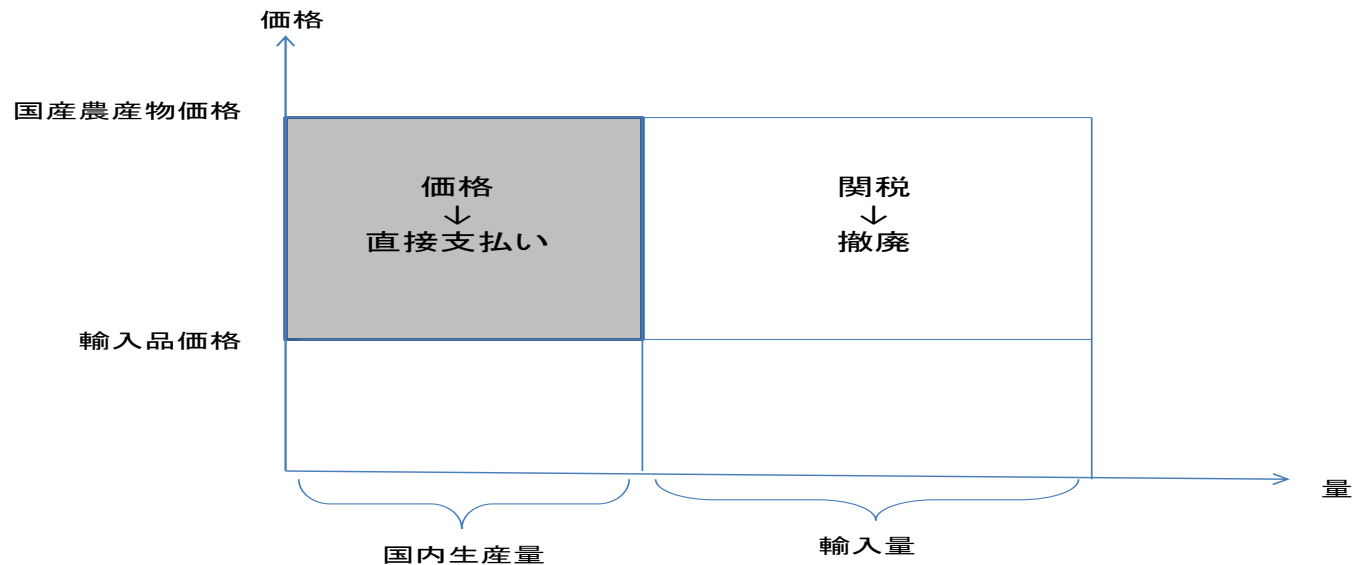 価格
国産農産物価格
価格
↓
直接支払い
関税
↓
撤廃
輸入品価格
量
国内生産量
輸入量